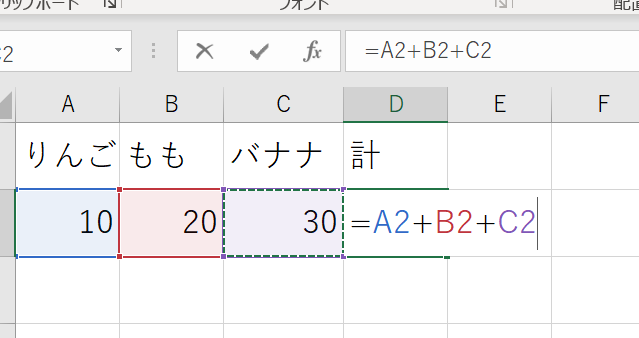 リップボード フォント 配置
C2 fx =A2+B2+C2
A B C D E F
りんご もも バナナ 計
10 20 30 =A2+B2+C2